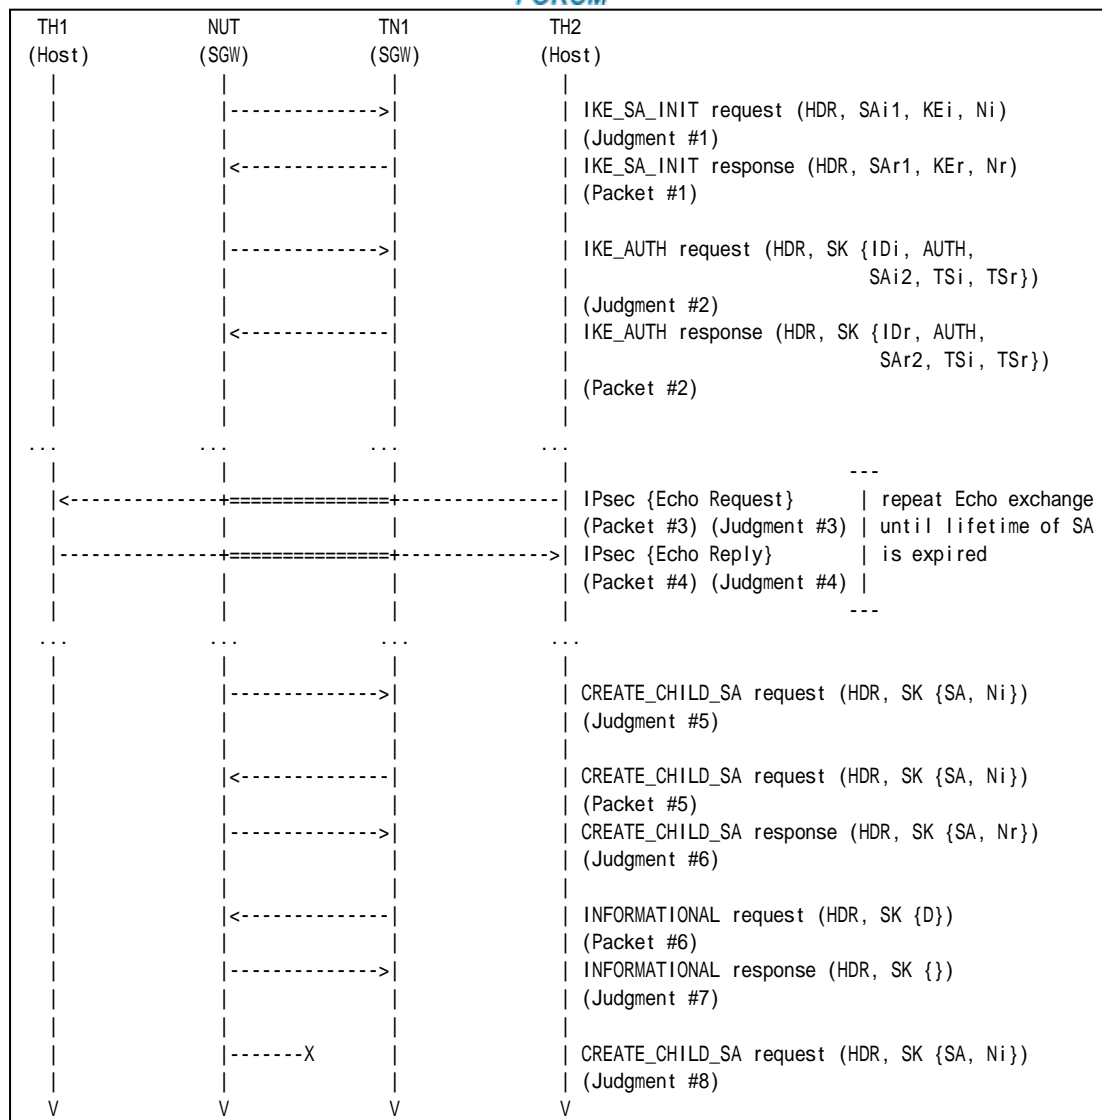 FORUM
TH1 NUT TN1 TH2
(Host) (SGW) (SGW) (Host)
| | | |
| |-------------->| | IKE_SA_INIT request (HDR, SAi1, KEi, Ni)
| | | | (Judgment #1)
| |<--------------| | IKE_SA_INIT response (HDR, SAr1, KEr, Nr)
| | | | (Packet #1)
| | | |
| |-------------->| | IKE_AUTH request (HDR, SK {IDi, AUTH,
| | | | SAi2, TSi, TSr})
| | | | (Judgment #2)
| |<--------------| | IKE_AUTH response (HDR, SK {IDr, AUTH,
| | | | SAr2, TSi, TSr})
| | | | (Packet #2)
| | | |
... ... ... ...
| | | | ---
|<--------------+===============+---------------| IPsec {Echo Request} | repeat Echo exchange
| | | | (Packet #3) (Judgment #3) | until lifetime of SA
|---------------+===============+-------------->| IPsec {Echo Reply} | is expired
| | | | (Packet #4) (Judgment #4) |
| | | | ---
... ... ... ...
| | | |
| |-------------->| | CREATE_CHILD_SA request (HDR, SK {SA, Ni})
| | | | (Judgment #5)
| | | |
| |<--------------| | CREATE_CHILD_SA request (HDR, SK {SA, Ni})
| | | | (Packet #5)
| |-------------->| | CREATE_CHILD_SA response (HDR, SK {SA, Nr})
| | | | (Judgment #6)
| | | |
| |<--------------| | INFORMATIONAL request (HDR, SK {D})
| | | | (Packet #6)
| |-------------->| | INFORMATIONAL response (HDR, SK {})
| | | | (Judgment #7)
| | | |
| |-------X | | CREATE_CHILD_SA request (HDR, SK {SA, Ni})
| | | | (Judgment #8)
V V V V